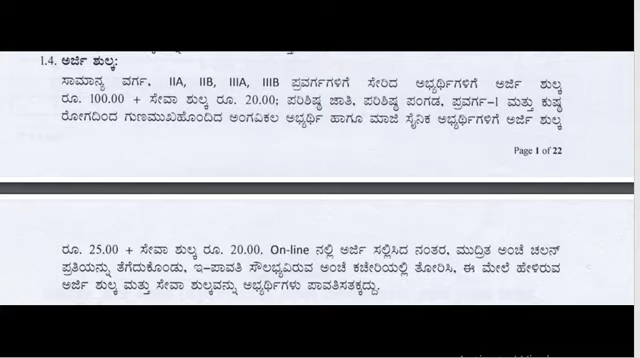 1.4. ಅರ್ಜಿ ಶುಲ್ಕ:
ಸಾಮಾನ್ಯ ವರ್ಗ, IIA, IIB, IIIA, IIIB ಪ್ರವರ್ಗಗಳಿಗೆ ಸೇರಿದ ಅಭ್ಯರ್ಥಿಗಳಿಗೆ ಅರ್ಜಿ ಶುಲ್ಕ
ರೂ. 100.00 + ಸೇವಾ ಶುಲ್ಕ ರೂ. 20.00; ಪರಿಶಿಷ್ಟ ಜಾತಿ, ಪರಿಶಿಷ್ಟ ಪಂಗಡ, ಪ್ರವರ್ಗ-I ಮತ್ತು ಕುಷ್ಠ
ರೋಗದಿಂದ ಗುಣಮುಖಹೊಂದಿದ ಅಂಗವಿಕಲ ಅಭ್ಯರ್ಥಿ ಹಾಗೂ ಮಾಜಿ ಸೈನಿಕ ಅಭ್ಯರ್ಥಿಗಳಿಗೆ ಅರ್ಜಿ ಶುಲ್ಕ
Page 1 of 22
ರೂ. 25.00 + ಸೇವಾ ಶುಲ್ಕ ರೂ. 20.00. On-line ನಲ್ಲಿ ಅರ್ಜಿ ಸಲ್ಲಿಸಿದ ನಂತರ, ಮುದ್ರಿತ ಅಂಚೆ ಚಲನ್
ಪ್ರತಿಯನ್ನು ತೆಗೆದುಕೊಂಡು, ಇ-ಪಾವತಿ ಸೌಲಭ್ಯವಿರುವ ಅಂಚೆ ಕಚೇರಿಯಲ್ಲಿ ತೋರಿಸಿ, ಈ ಮೇಲೆ ಹೇಳಿರುವ
ಅರ್ಜಿ ಶುಲ್ಕ ಮತ್ತು ಸೇವಾ ಶುಲ್ಕವನ್ನು ಅಭ್ಯರ್ಥಿಗಳು ಪಾವತಿಸತಕ್ಕದ್ದು.